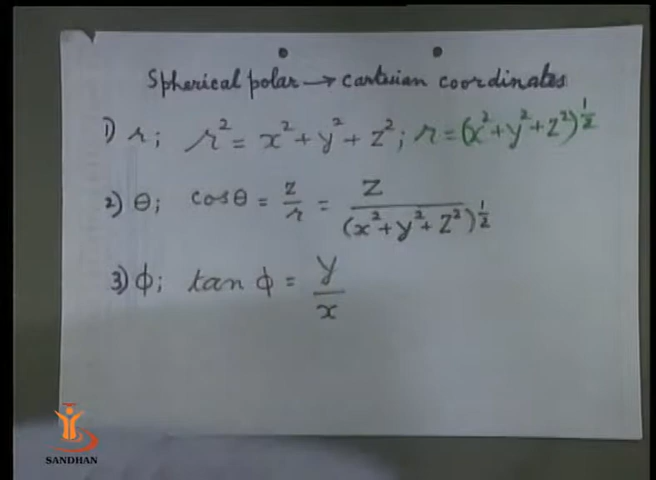 Spherical polar → cartesian coordinates
1) r; r² = x² + y² + z²; r = (x² + y² + z²)^½
2) θ; cos θ = z/r = z/(x² + y² + z²)^½
3) ϕ; tan ϕ = y/x
SANDHAN